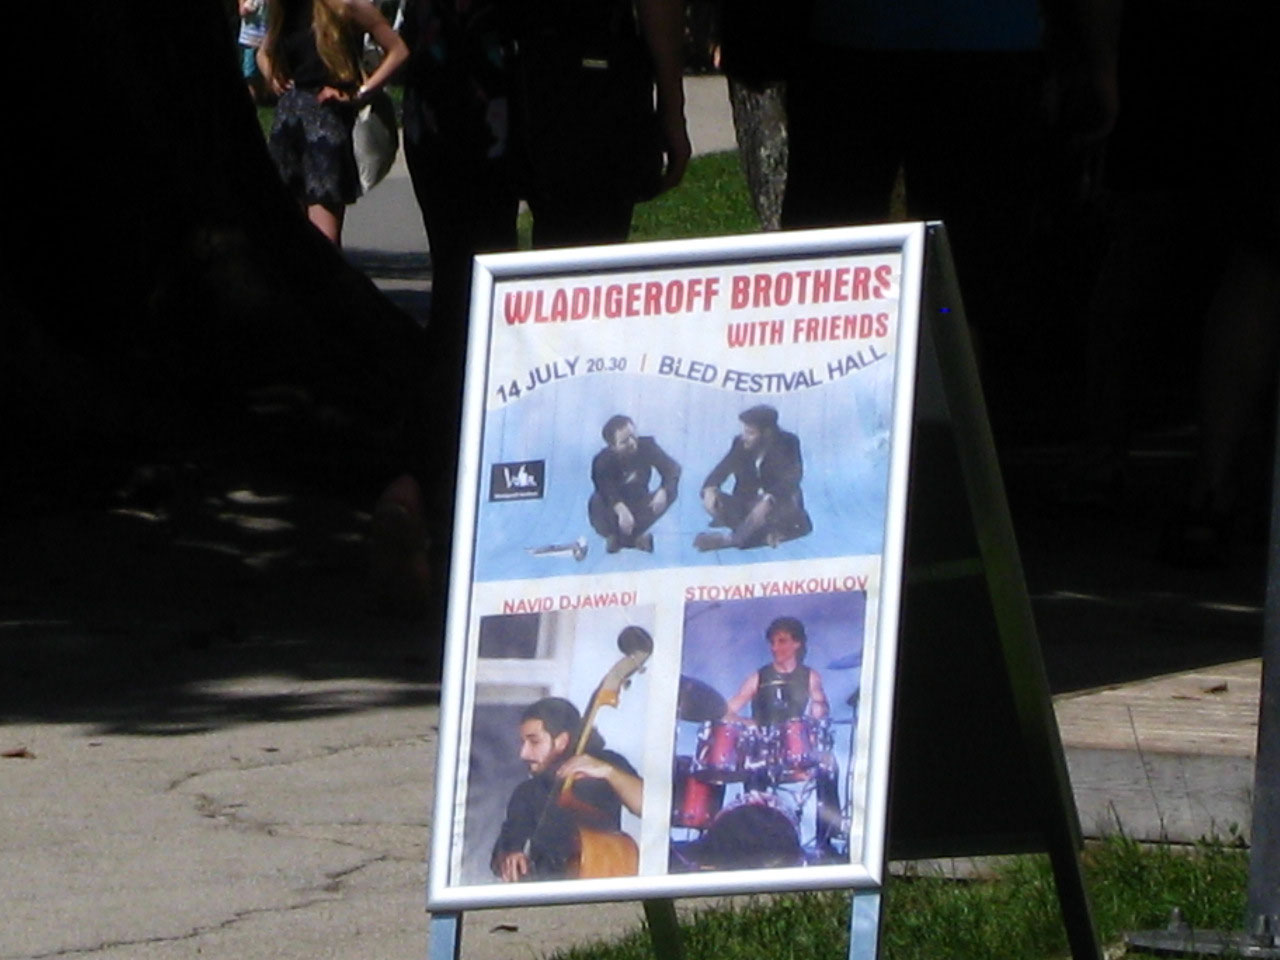 WLADIGEROFF BROTHERS
WITH FRIENDS
14 JULY 20.30 | BLED FESTIVAL HALL
NAVID DJAWADI
STOYAN YANKOULOV